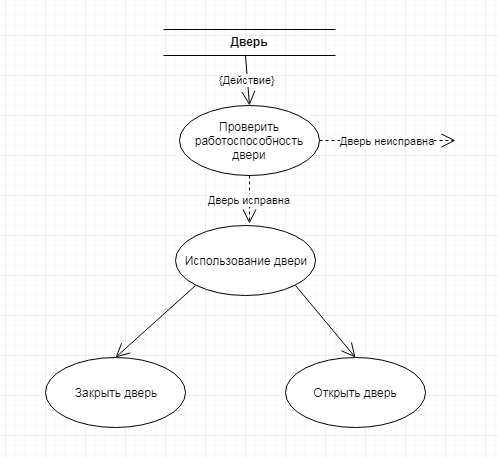 Дверь
{Действие}
Проверить
работоспособность
двери
Дверь неисправна
Дверь исправна
Использование двери
Закрыть дверь
Открыть дверь